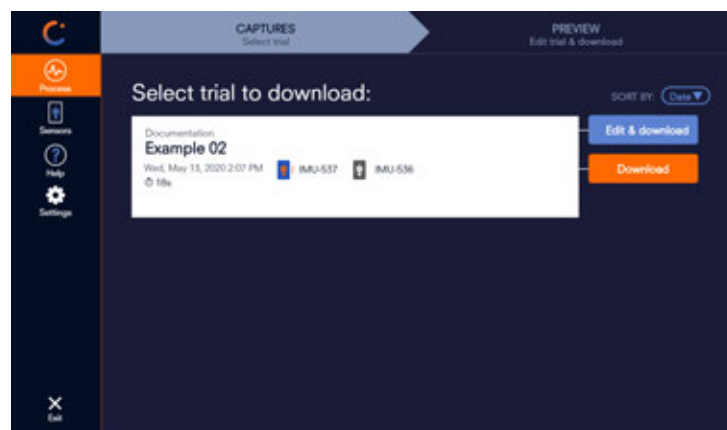 CAPTURES
Select trial
PREVIEW
Edit trial & download
Process
Sensors
Help
Settings
Exit
Select trial to download:
SORT BY: Date▼
Documentation
Example 02
Wed, May 13, 2020 2:07 PM
IMU-537
IMU-536
18s
Edit & download
Download